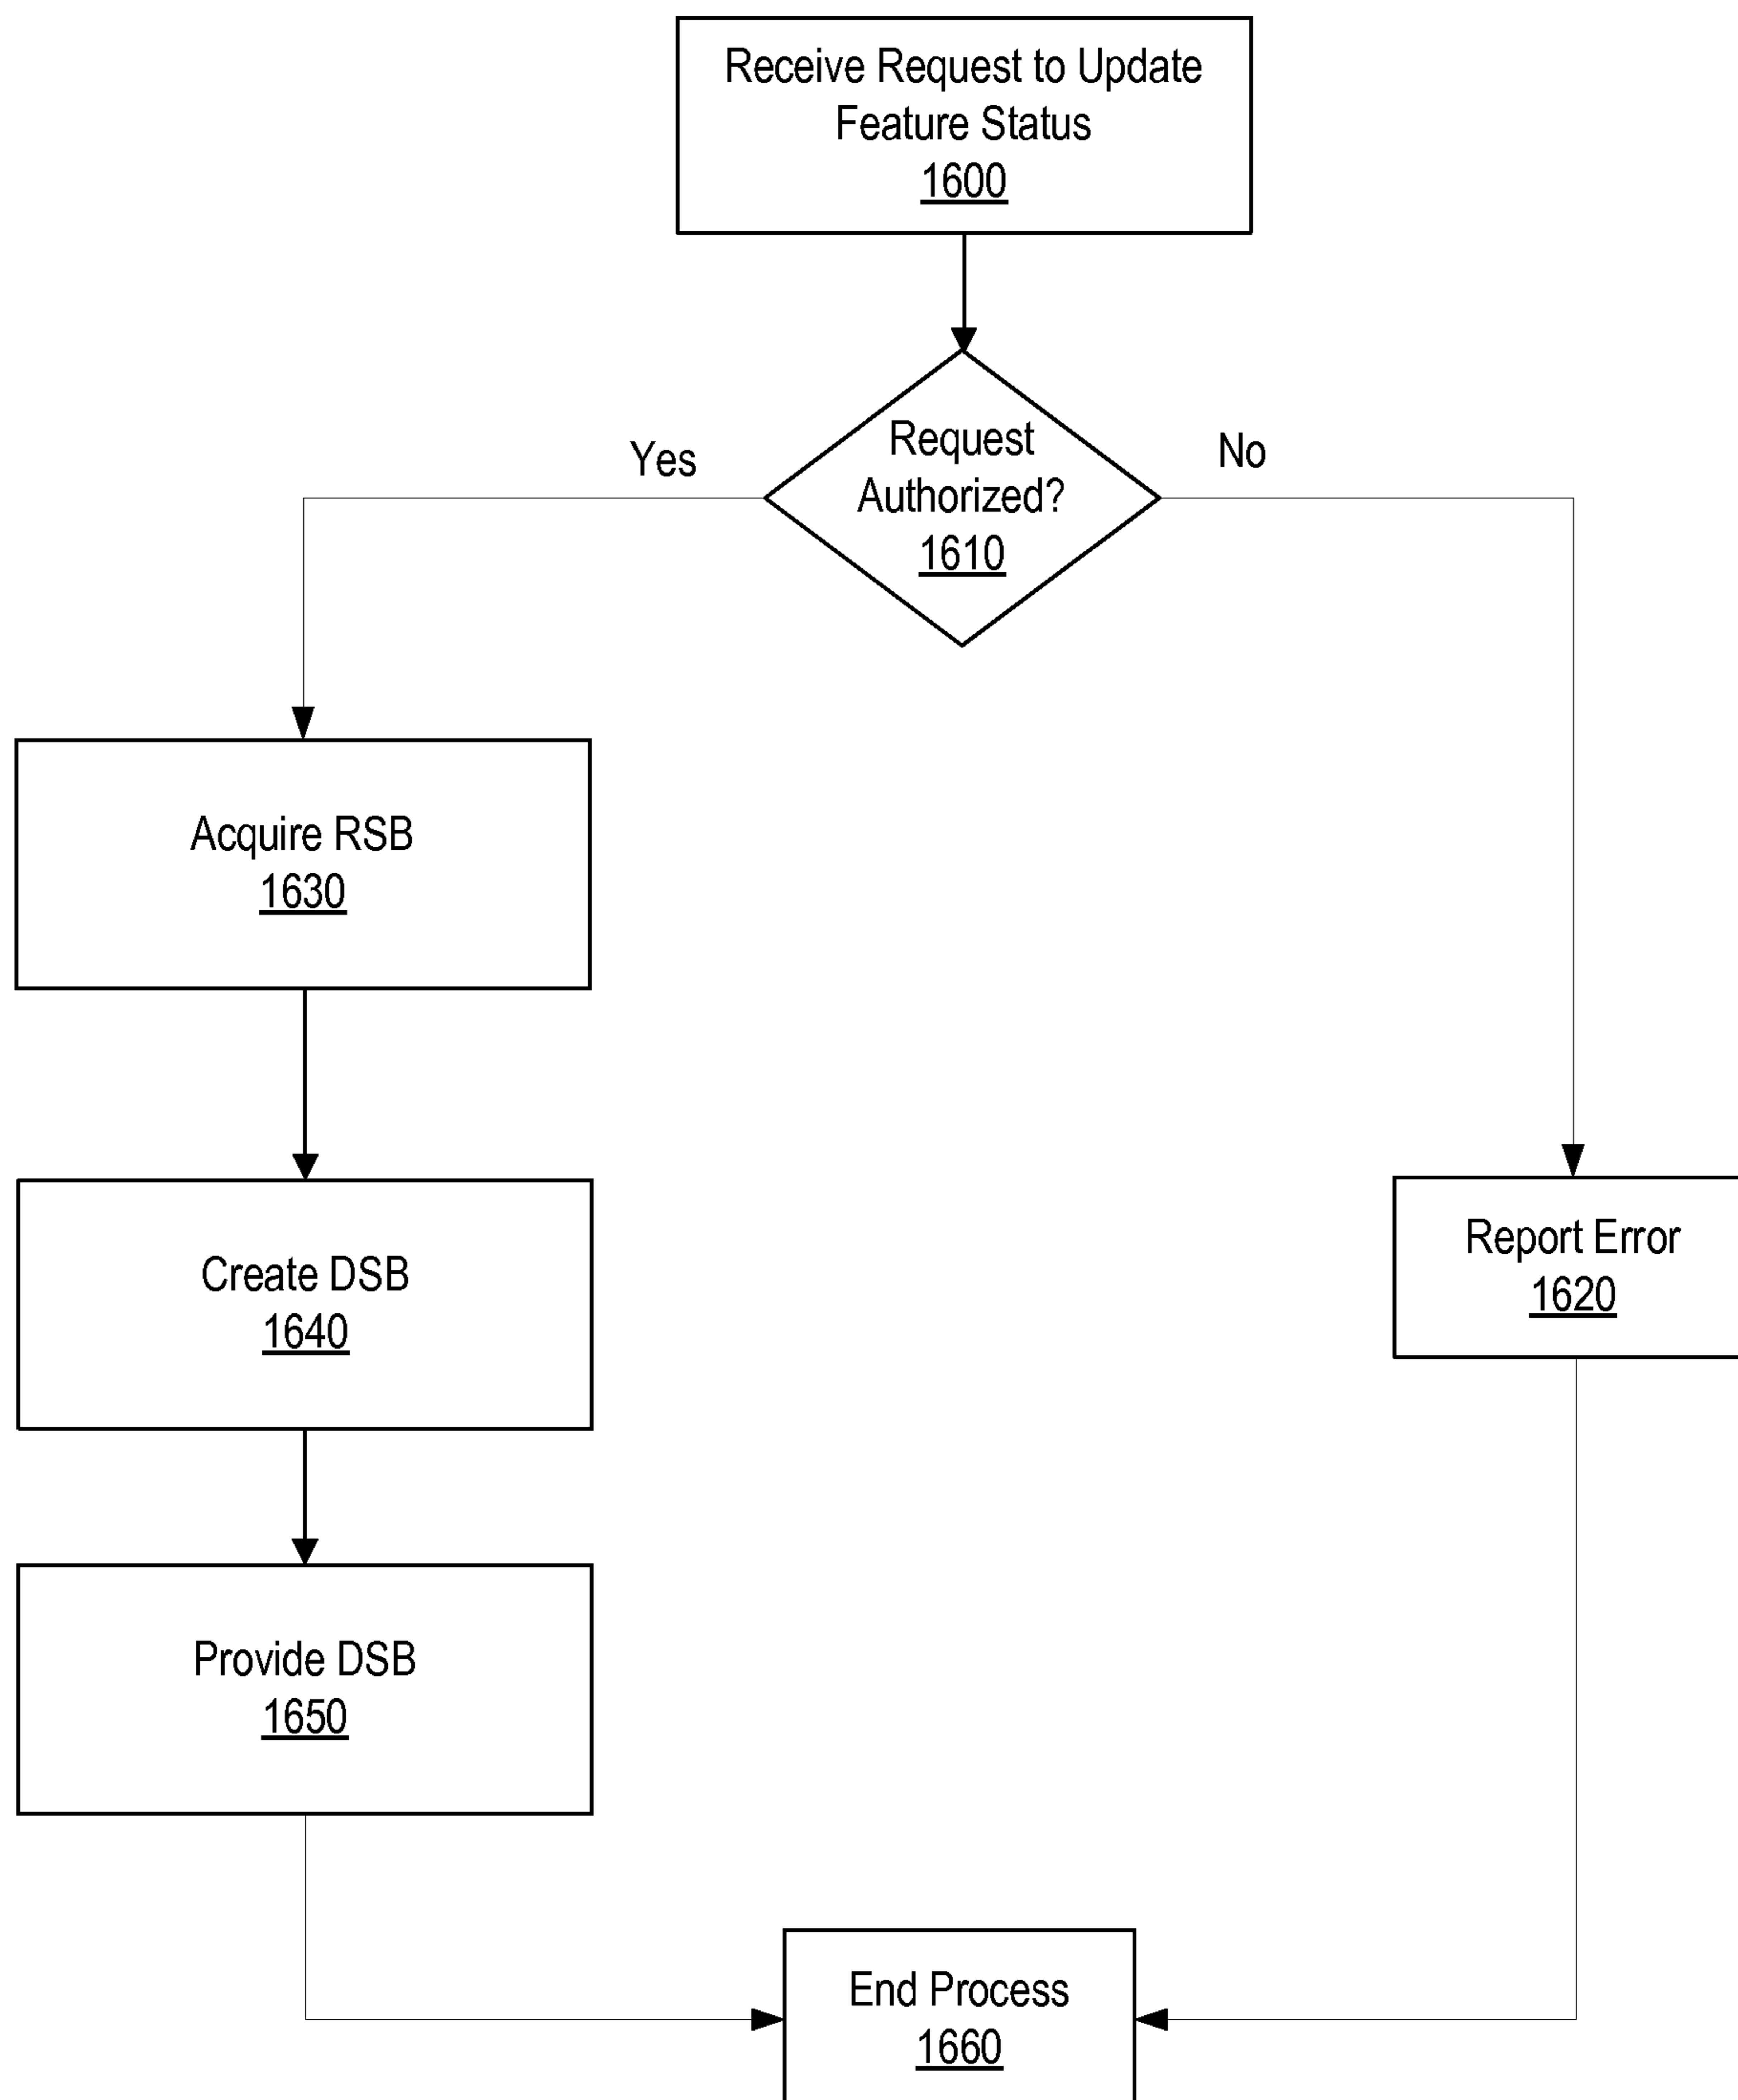 Receive Request to Update
Feature Status
1600
Request
Authorized?
1610
Yes
No
Acquire RSB
1630
Create DSB
1640
Report Error
1620
Provide DSB
1650
End Process
1660